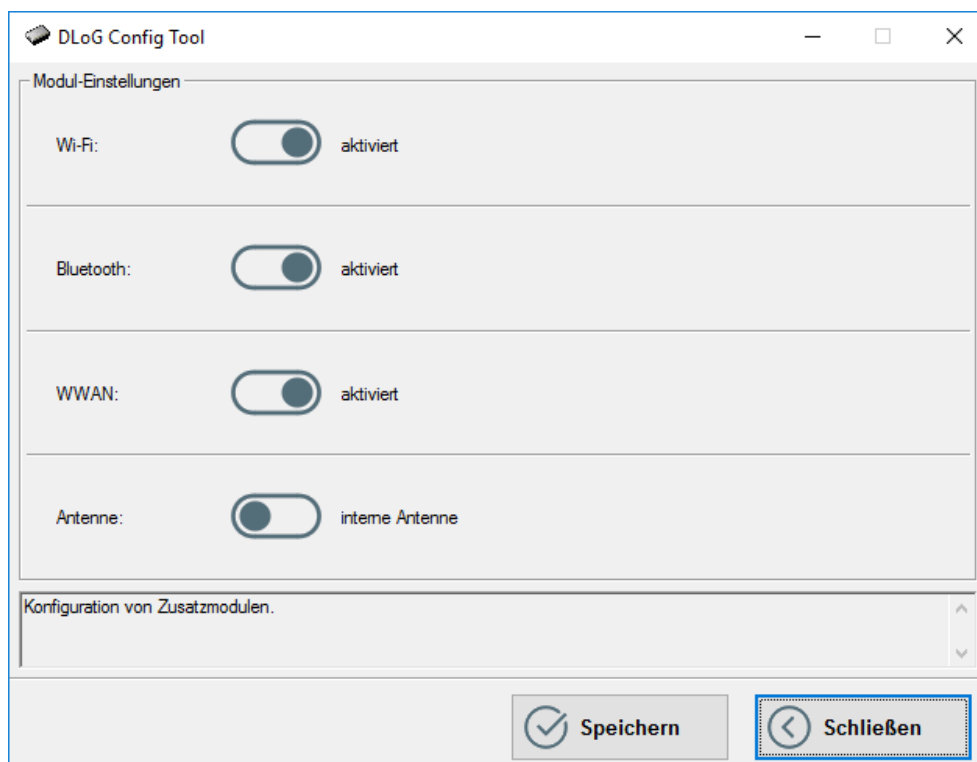 DLoG Config Tool
Modul-Einstellungen
Wi-Fi: aktiviert
Bluetooth: aktiviert
WWAN: aktiviert
Antenne: interne Antenne
Konfiguration von Zusatzmodulen.
Speichern Schließen